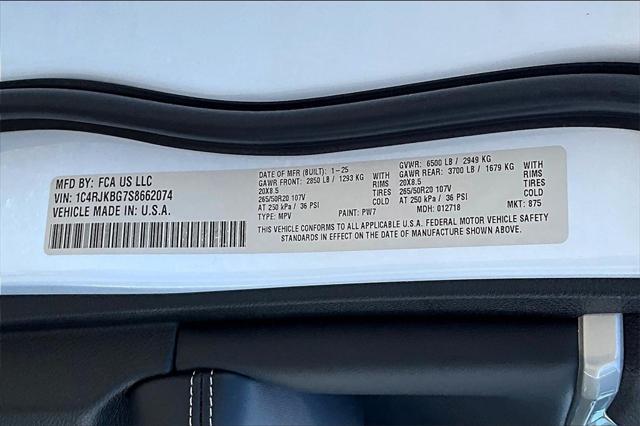 MFD BY: FCA US LLC
VIN: 1C4RJKBG7S8662074
VEHICLE MADE IN U.S.A.
DATE OF MFR (BUILT): 1-25
GAWR FRONT: 2850 LB / 1293 KG WITH
20X8.5 RIMS
265/50R20 107V TIRES
AT 250 kPa / 36 PSI COLD
TYPE: MPV PAINT: PW7
GVWR: 6500 LB / 2949 KG
GAWR REAR: 3700 LB / 1679 KG WITH
20X8.5 RIMS
265/50R20 107V TIRES
AT 250 kPa / 36 PSI COLD
MDH: 012718 MKT: 875
THIS VEHICLE CONFORMS TO ALL APPLICABLE U.S.A. FEDERAL MOTOR VEHICLE SAFETY
STANDARDS IN EFFECT ON THE DATE OF MANUFACTURE SHOWN ABOVE.